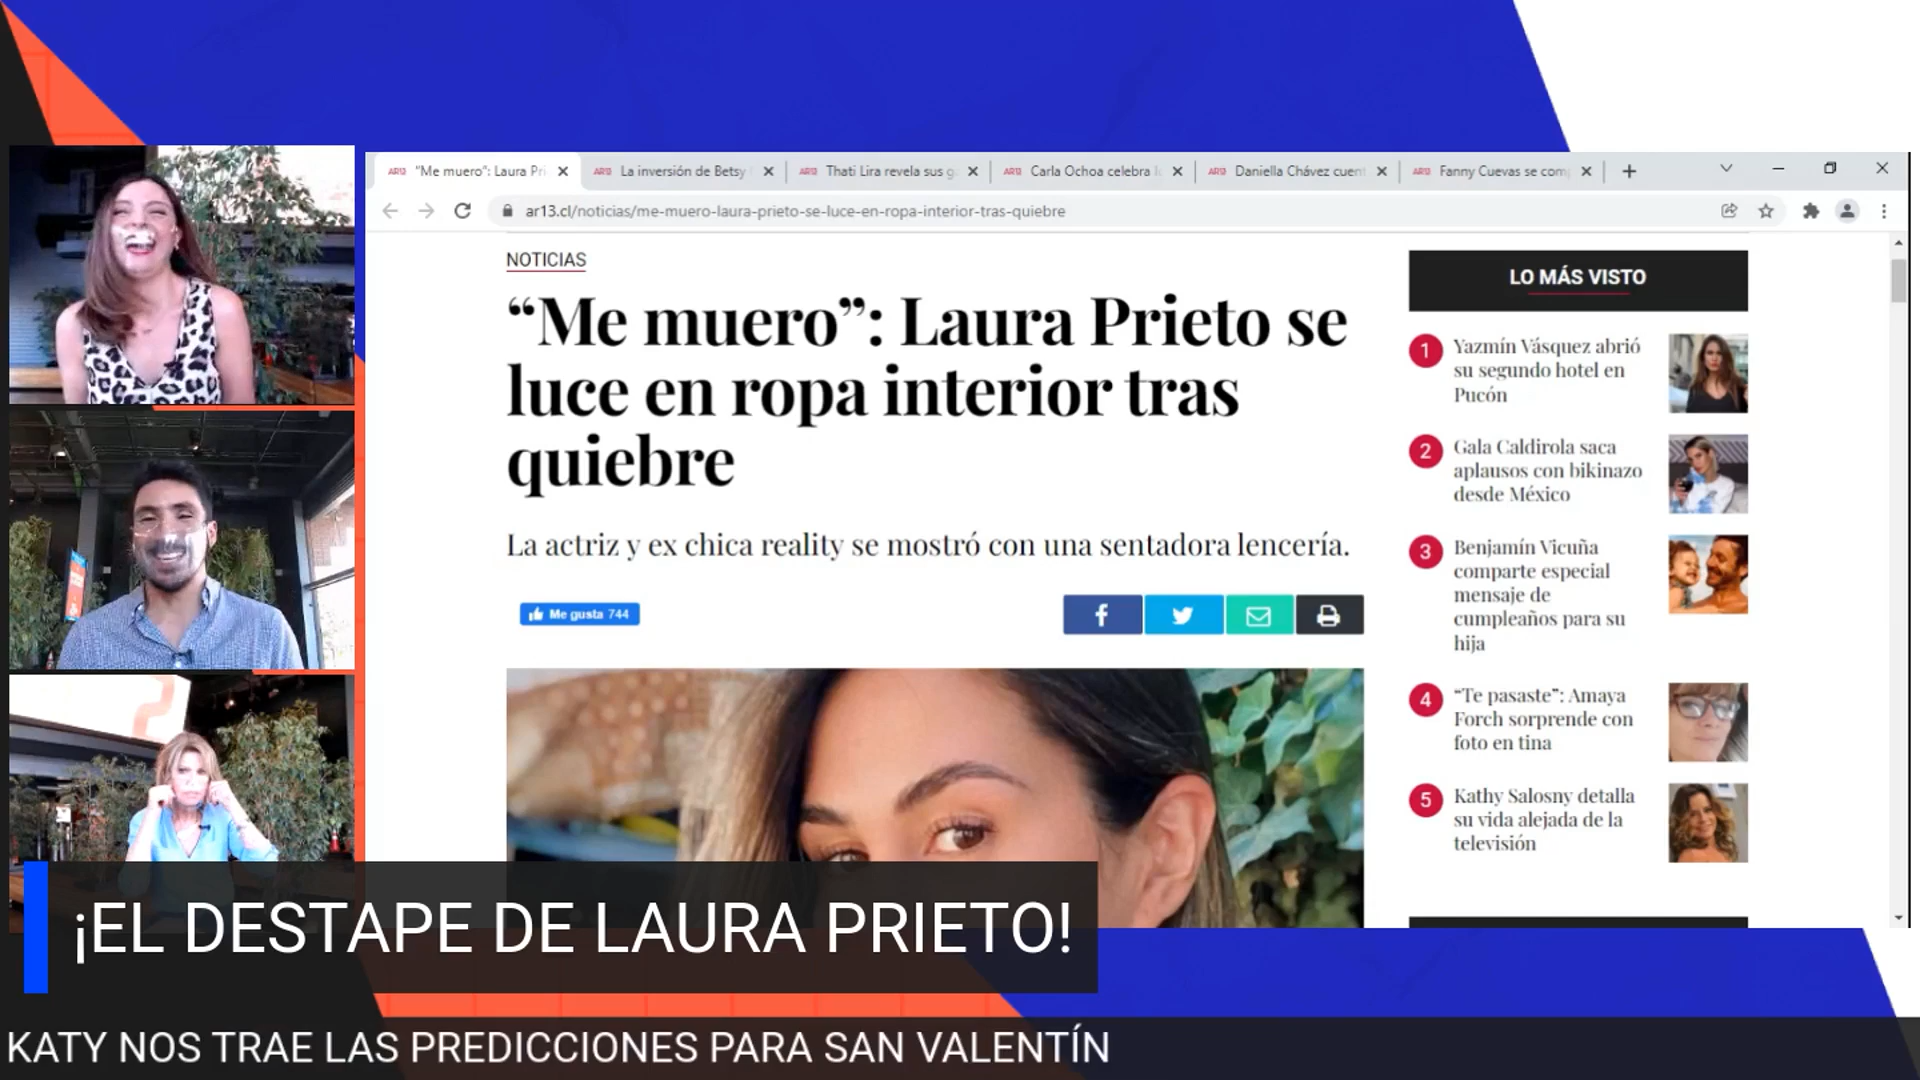 “Me muero”: Laura Pri
La inversión de Betsy
Thati Lira revela sus g
Carla Ochoa celebra l
Daniella Chávez cuen
Fanny Cuevas se com
ar13.cl/noticias/me-muero-laura-prieto-se-luce-en-ropa-interior-tras-quiebre
NOTICIAS
“Me muero”: Laura Prieto se
luce en ropa interior tras
quiebre
La actriz y ex chica reality se mostró con una sentadora lencería.
Me gusta 744
LO MÁS VISTO
1
Yazmín Vásquez abrió
su segundo hotel en
Pucón
2
Gala Caldirola saca
aplausos con bikinazo
desde México
3
Benjamín Vicuña
comparte especial
mensaje de
cumpleaños para su
hija
4
“Te pasaste”: Amaya
Forch sorprende con
foto en tina
5
Kathy Salosny detalla
su vida alejada de la
televisión
¡EL DESTAPE DE LAURA PRIETO!
KATY NOS TRAE LAS PREDICCIONES PARA SAN VALENTÍN